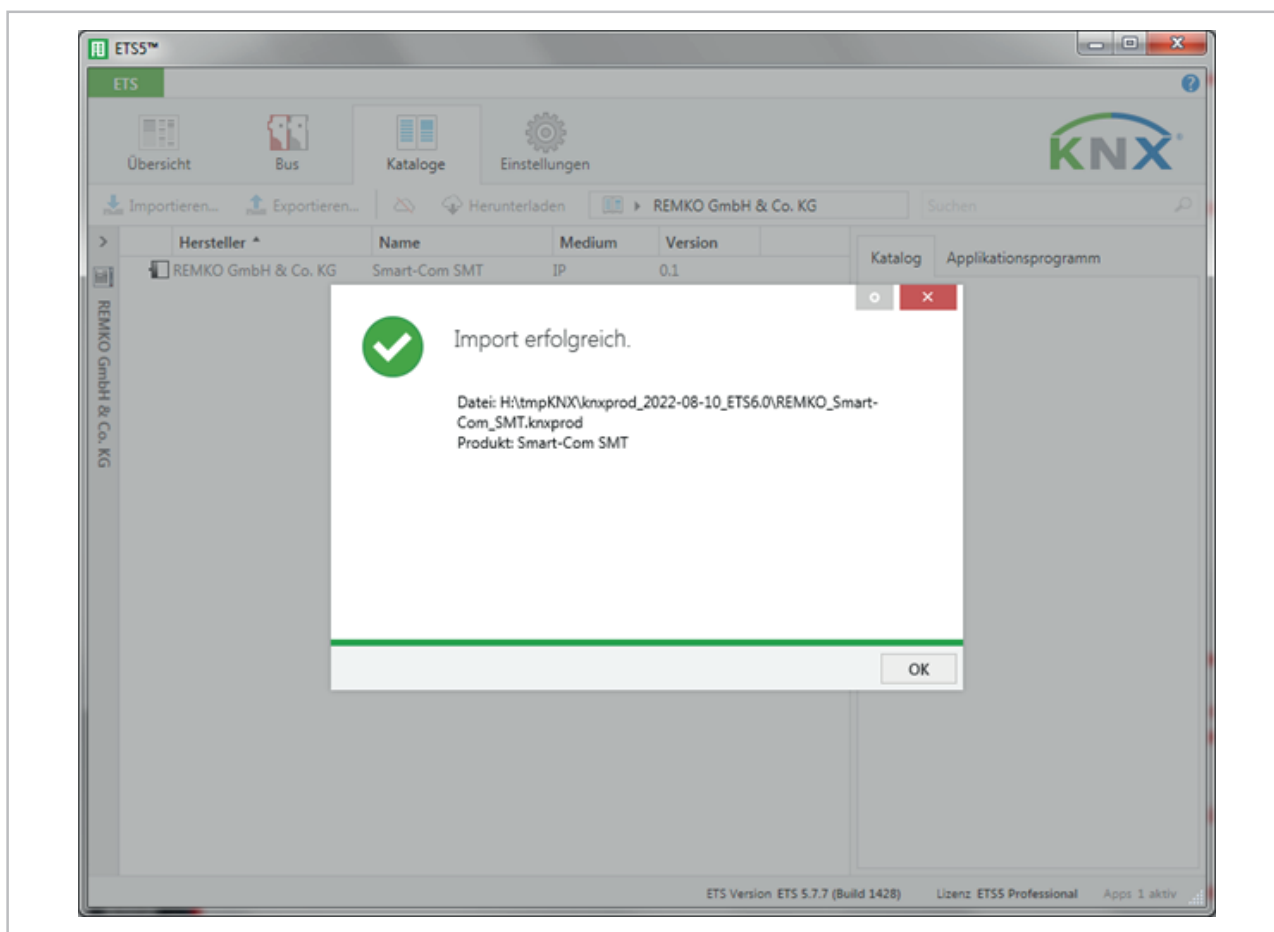 ETS5™
ETS
Übersicht Bus Kataloge Einstellungen
KNX
Importieren... Exportieren... Herunterladen REMKO GmbH & Co. KG Suchen
Hersteller Name Medium Version
Katalog Applikationsprogramm
REMKO GmbH & Co. KG Smart-Com SMT IP 0.1
REMKO GmbH & Co. KG
Import erfolgreich.
Datei: H:\tmpKNX\knxprod_2022-08-10_ETS6.0\REMKO_Smart-
Com_SMT.knxprod
Produkt: Smart-Com SMT
OK
ETS Version ETS 5.7.7 (Build 1428) Lizenz ETS5 Professional Apps 1 aktiv